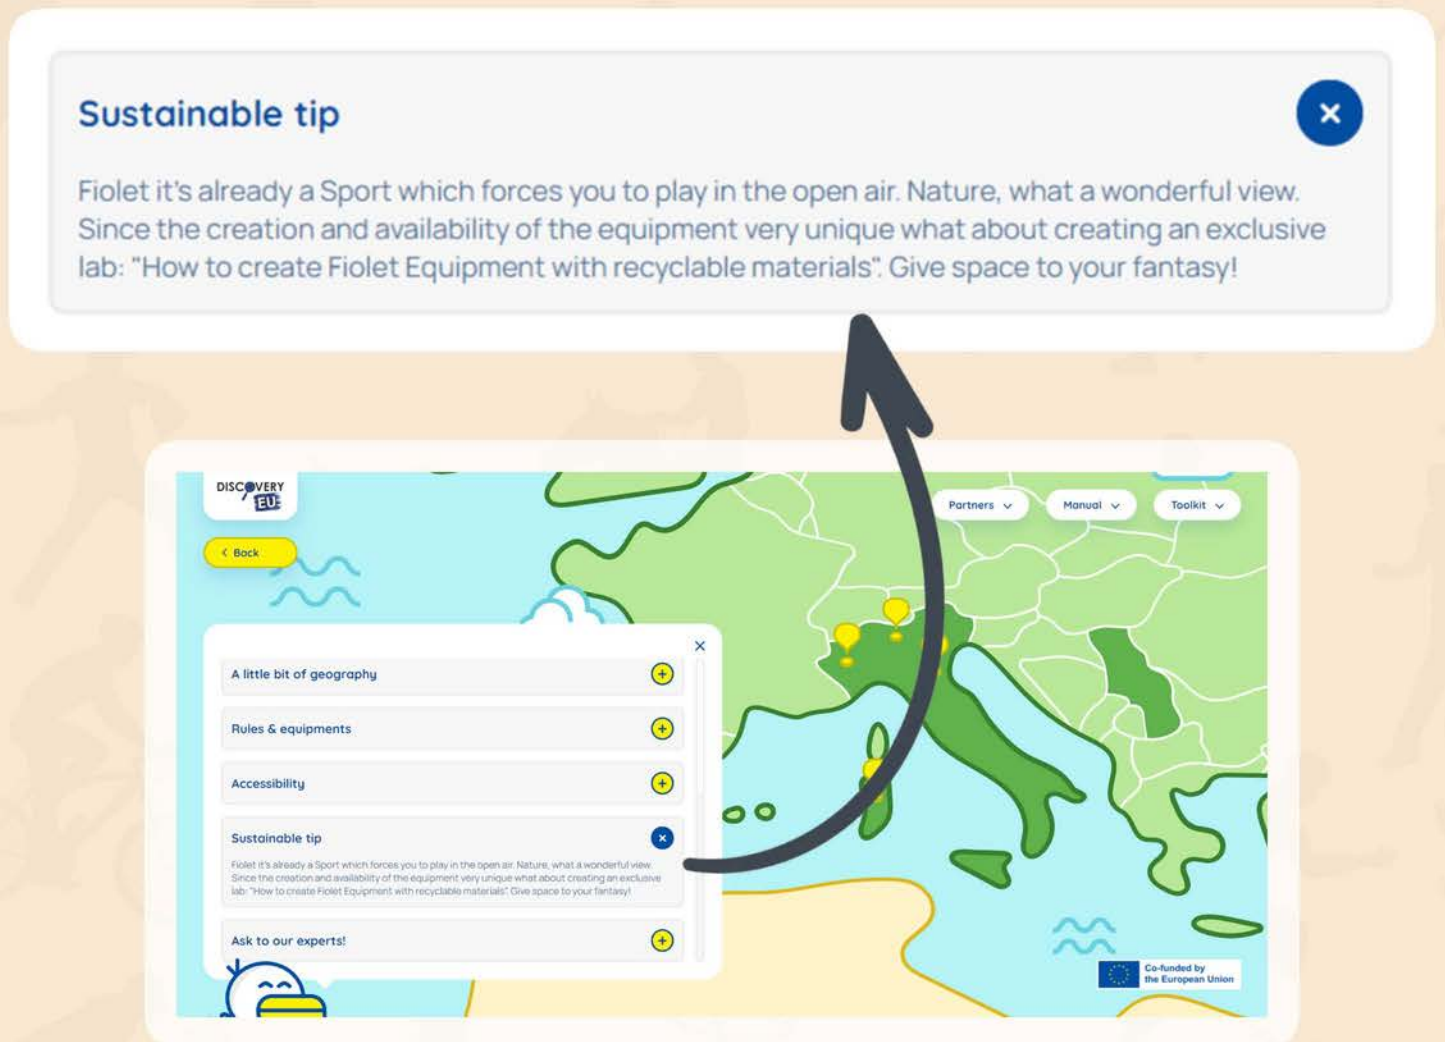 Sustainable tip
Fiolet it's already a Sport which forces you to play in the open air. Nature, what a wonderful view.
Since the creation and availability of the equipment very unique what about creating an exclusive
lab: "How to create Fiolet Equipment with recyclable materials". Give space to your fantasy!
DISCOVERY
EU
Partners
Manual
Toolkit
Back
A little bit of geography
Rules & equipments
Accessibility
Sustainable tip
Fiolet it's already a Sport which forces you to play in the open air. Nature, what a wonderful view.
Since the creation and availability of the equipment very unique what about creating an exclusive
lab: "How to create Fiolet Equipment with recyclable materials". Give space to your fantasy!
Ask to our experts!
Co-funded by
the European Union